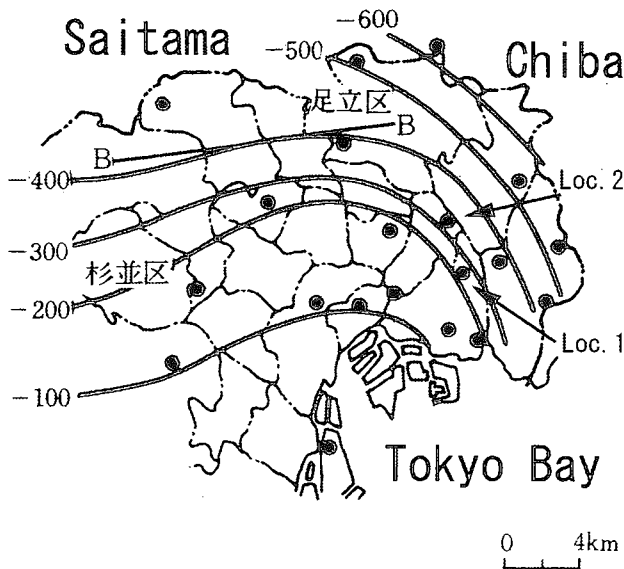 Saitama
-600
-500
Chiba
足立区
B
B
-400
Loc. 2
-300
杉並区
-200
Loc. 1
-100
Tokyo Bay
0 4km